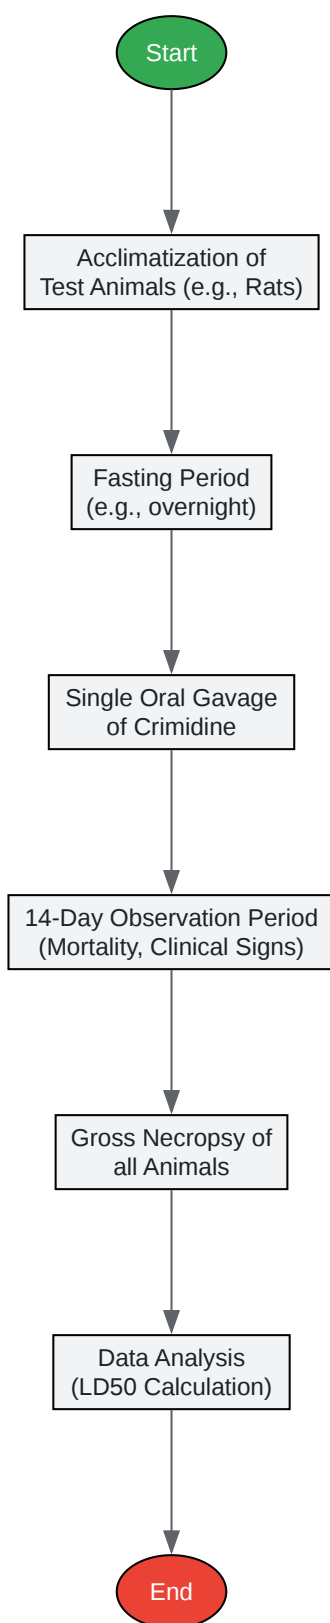 Start
Acclimatization of
Test Animals (e.g., Rats)
Fasting Period
(e.g., overnight)
Single Oral Gavage
of Crimidine
14-Day Observation Period
(Mortality, Clinical Signs)
Gross Necropsy of
all Animals
Data Analysis
(LD50 Calculation)
End